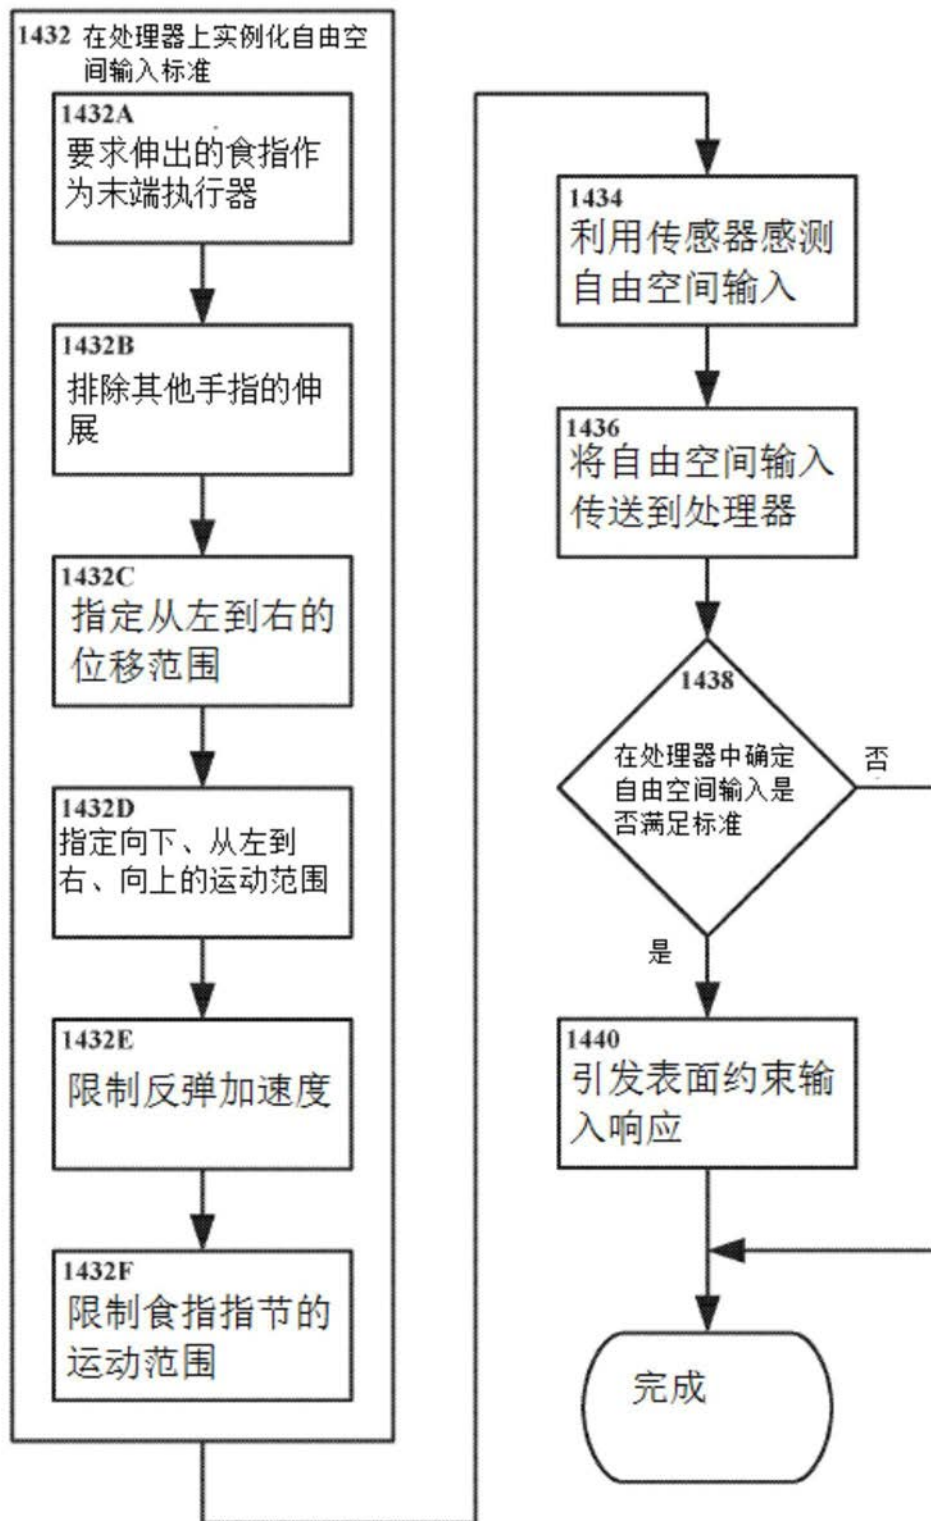 1432 在处理器上实例化自由空
间输入标准
1432A
要求伸出的食指作
为末端执行器
1432B
排除其他手指的伸
展
1432C
指定从左到右的
位移范围
1432D
指定向下、从左到
右、向上的运动范围
1432E
限制反弹加速度
1432F
限制食指指节的
运动范围
1434
利用传感器感测
自由空间输入
1436
将自由空间输入
传送到处理器
1438
在处理器中确定
自由空间输入是
否满足标准
否
是
1440
引发表面约束输
入响应
完成